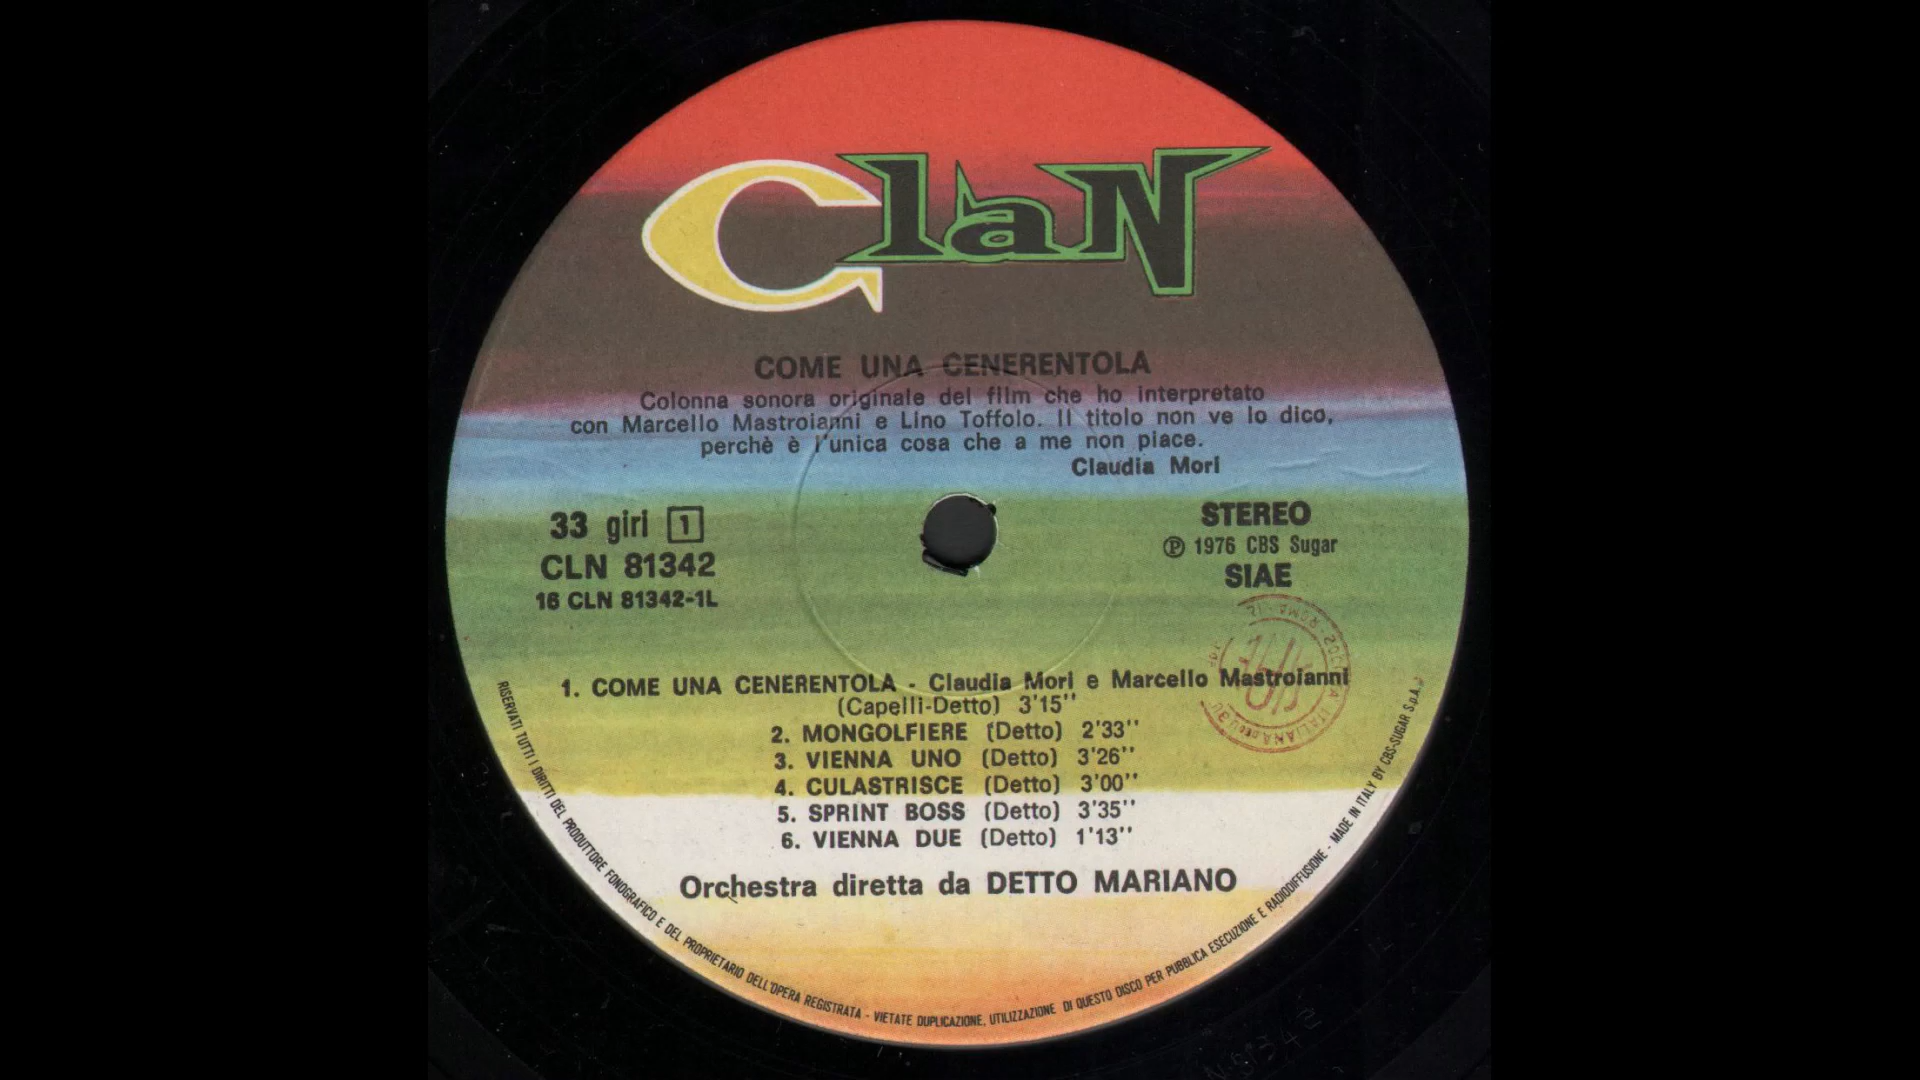 Clan
COME UNA CENERENTOLA
Colonna sonora originale del film che ho interpretato
con Marcello Mastroianni e Lino Toffolo. Il titolo non ve lo dico,
perchè è l'unica cosa che a me non piace.
Claudia Mori
33 giri 1
CLN 81342
16 CLN 81342-1L
STEREO
℗ 1976 CBS Sugar
SIAE
1. COME UNA CENERENTOLA - Claudia Mori e Marcello Mastroianni
(Capelli-Detto) 3'15''
2. MONGOLFIERE (Detto) 2'33''
3. VIENNA UNO (Detto) 3'26''
4. CULASTRISCE (Detto) 3'00''
5. SPRINT BOSS (Detto) 3'35''
6. VIENNA DUE (Detto) 1'13''
Orchestra diretta da DETTO MARIANO
RISERVATI TUTTI I DIRITTI DEL PRODUTTORE FONOGRAFICO E DEL PROPRIETARIO DELL'OPERA REGISTRATA - VIETATE DUPLICAZIONE, UTILIZZAZIONE DI QUESTO DISCO PER PUBBLICA ESECUZIONE E RADIODIFFUSIONE - MADE IN ITALY BY CBS-SUGAR S.p.A.